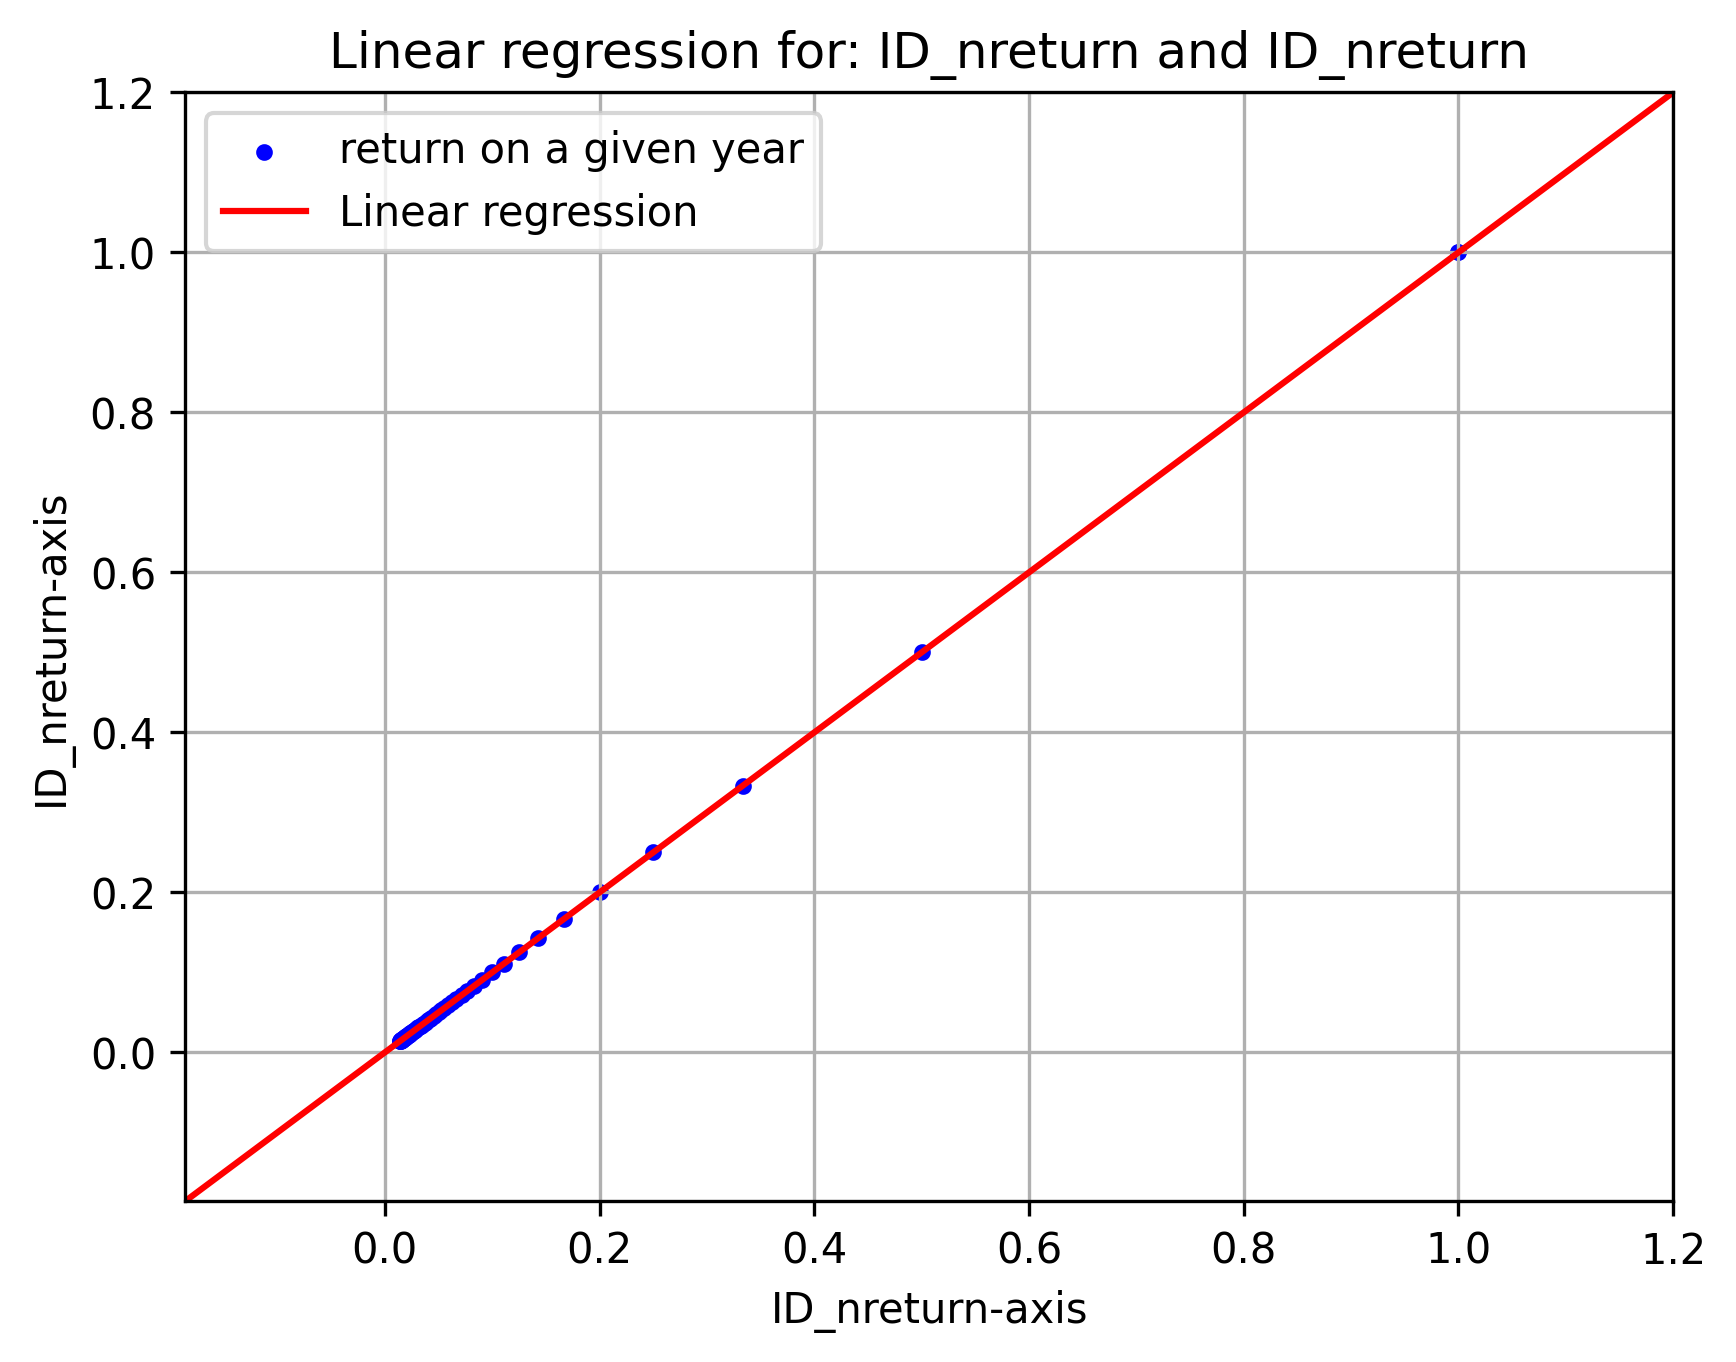 Linear regression for: ID_nreturn and ID_nreturn
return on a given year
Linear regression
1.2
1.0
0.8
0.6
0.4
0.2
0.0
ID_nreturn-axis
0.0 0.2 0.4 0.6 0.8 1.0 1.2
ID_nreturn-axis